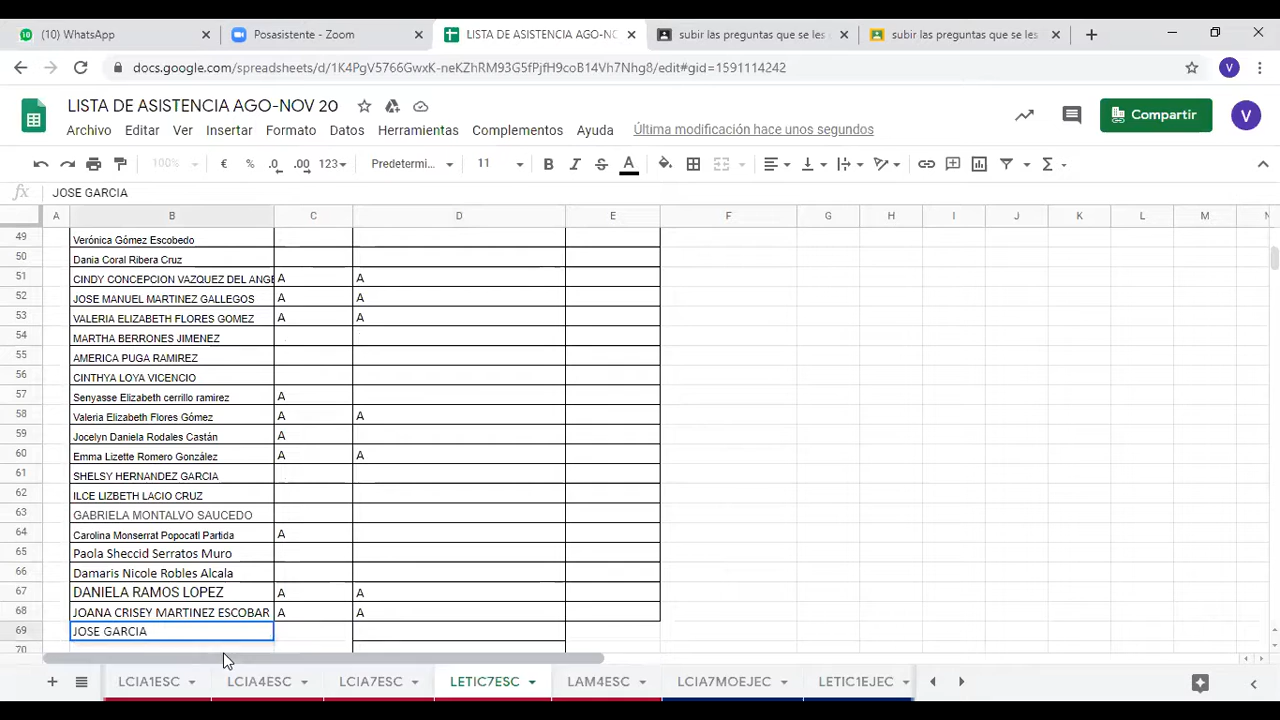 (10) WhatsApp
Posasistente - Zoom
LISTA DE ASISTENCIA AGO-NO
subir las preguntas que se les
subir las preguntas que se les
docs.google.com/spreadsheets/d/1K4PgV5766GwxK-neKZhRM93G5fPjfH9coB14Vh7Nhg8/edit#gid=1591114242
V
LISTA DE ASISTENCIA AGO-NOV 20
Archivo Editar Ver Insertar Formato Datos Herramientas Complementos Ayuda Última modificación hace unos segundos
Compartir
V
100% € % .0 .00 123 Predetermi... 11 B I S A
fx JOSE GARCIA
A B C D E F G H I J K L M N
49 Verónica Gómez Escobedo
50 Dania Coral Ribera Cruz
51 CINDY CONCEPCION VAZQUEZ DEL ANGE A A
52 JOSE MANUEL MARTINEZ GALLEGOS A A
53 VALERIA ELIZABETH FLORES GOMEZ A A
54 MARTHA BERRONES JIMENEZ
55 AMERICA PUGA RAMIREZ
56 CINTHYA LOYA VICENCIO
57 Senyasse Elizabeth cerrillo ramirez A
58 Valeria Elizabeth Flores Gómez A A
59 Jocelyn Daniela Rodales Castán A
60 Emma Lizette Romero González A A
61 SHELSY HERNANDEZ GARCIA
62 ILCE LIZBETH LACIO CRUZ
63 GABRIELA MONTALVO SAUCEDO
64 Carolina Monserrat Popocatl Partida A
65 Paola Sheccid Serratos Muro
66 Damaris Nicole Robles Alcala
67 DANIELA RAMOS LOPEZ A A
68 JOANA CRISEY MARTINEZ ESCOBAR A A
69 JOSE GARCIA
70
LCIA1ESC LCIA4ESC LCIA7ESC LETIC7ESC LAM4ESC LCIA7MOEJEC LETIC1EJEC